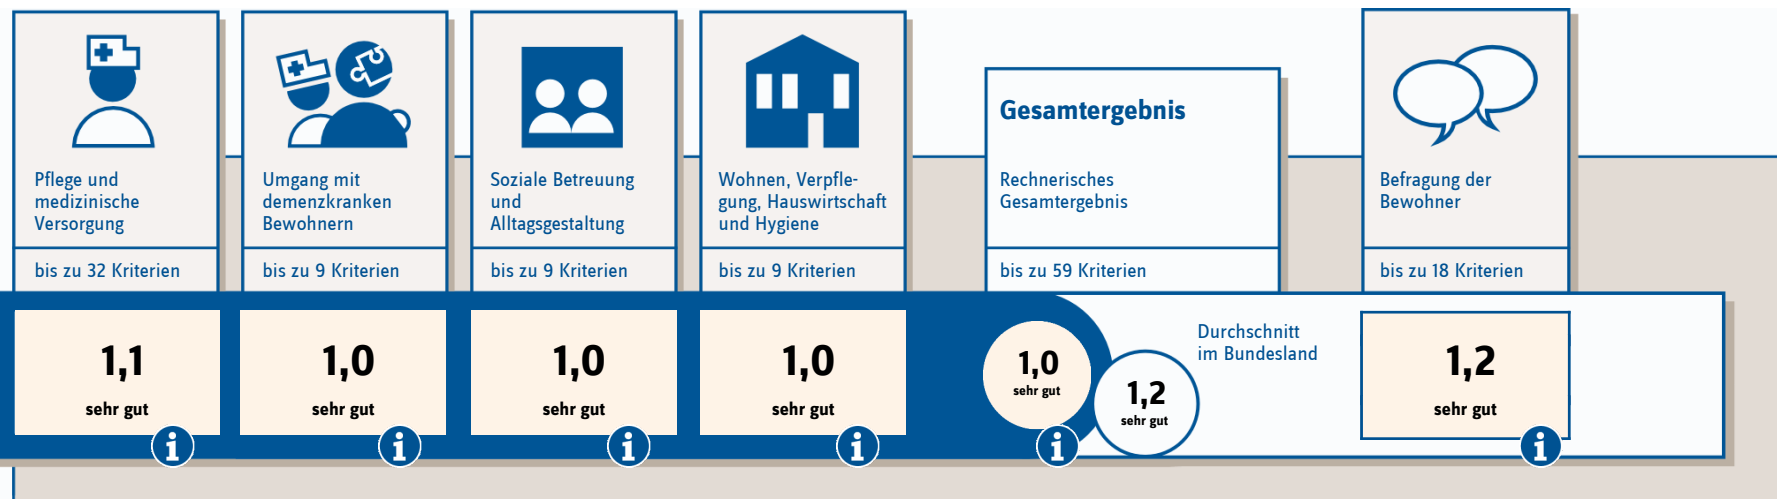 Pflege und
medizinische
Versorgung
bis zu 32 Kriterien
1,1
sehr gut
Umgang mit
demenzkranken
Bewohnern
bis zu 9 Kriterien
1,0
sehr gut
Soziale Betreuung
und
Alltagsgestaltung
bis zu 9 Kriterien
1,0
sehr gut
Wohnen, Verpfle-
gung, Hauswirtschaft
und Hygiene
bis zu 9 Kriterien
1,0
sehr gut
Gesamtergebnis
Rechnerisches
Gesamtergebnis
bis zu 59 Kriterien
1,0
sehr gut
Durchschnitt
im Bundesland
1,2
sehr gut
Befragung der
Bewohner
bis zu 18 Kriterien
1,2
sehr gut